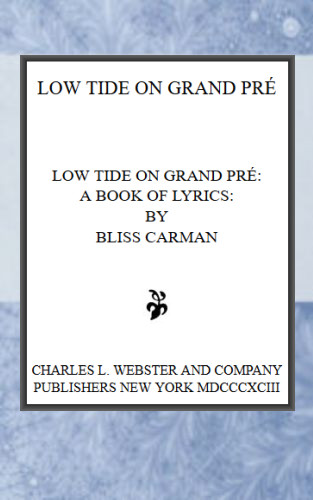 LOW TIDE ON GRAND PRÉ
LOW TIDE ON GRAND PRÉ:
A BOOK OF LYRICS:
BY
BLISS CARMAN
CHARLES L. WEBSTER AND COMPANY
PUBLISHERS NEW YORK MDCCCXCIII